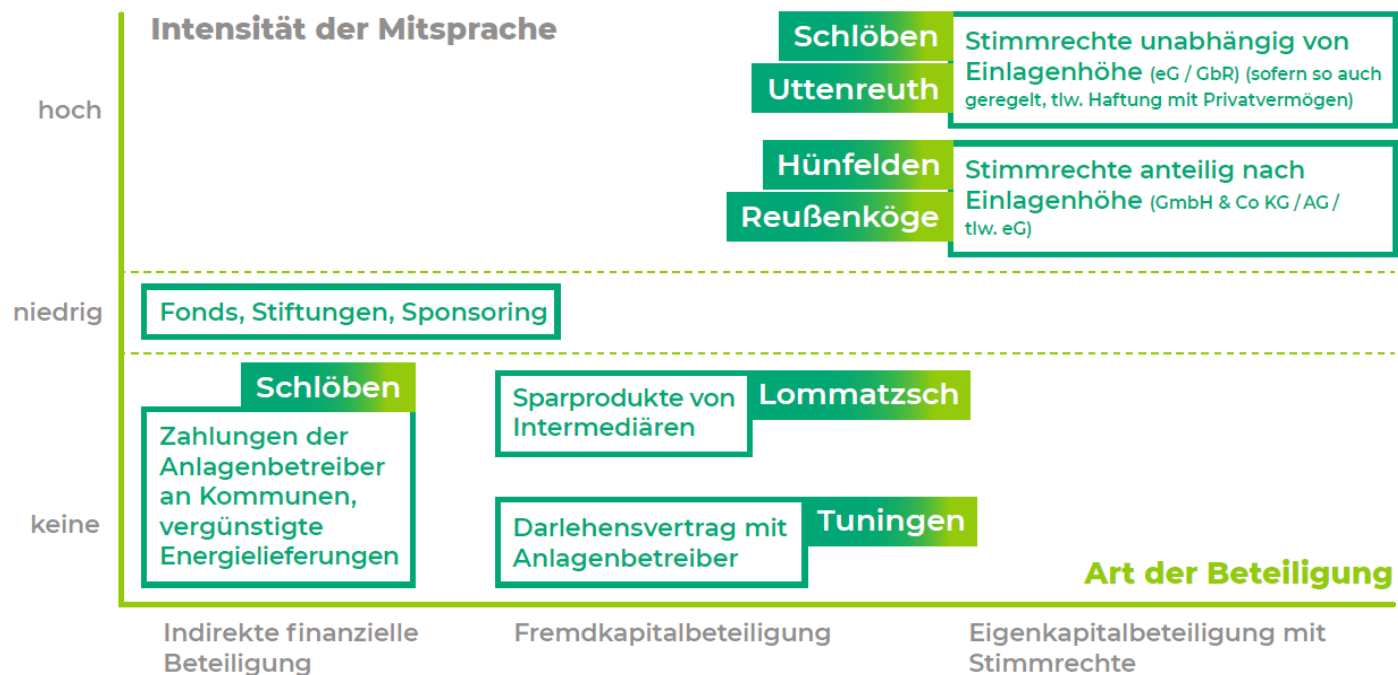 Intensität der Mitsprache
hoch
Schlöben
Uttenreuth
Stimmrechte unabhängig von
Einlagenhöhe (eG / GbR) (sofern so auch
geregelt, tlw. Haftung mit Privatvermögen)
Hünfelden
Reußenköge
Stimmrechte anteilig nach
Einlagenhöhe (GmbH & Co KG / AG /
tlw. eG)
niedrig
Fonds, Stiftungen, Sponsoring
keine
Schlöben
Zahlungen der
Anlagenbetreiber
an Kommunen,
vergünstigte
Energielieferungen
Sparprodukte von
Intermediären
Lommatzsch
Darlehensvertrag mit
Anlagenbetreiber
Tuningen
Art der Beteiligung
Indirekte finanzielle
Beteiligung
Fremdkapitalbeteiligung
Eigenkapitalbeteiligung mit
Stimmrechte